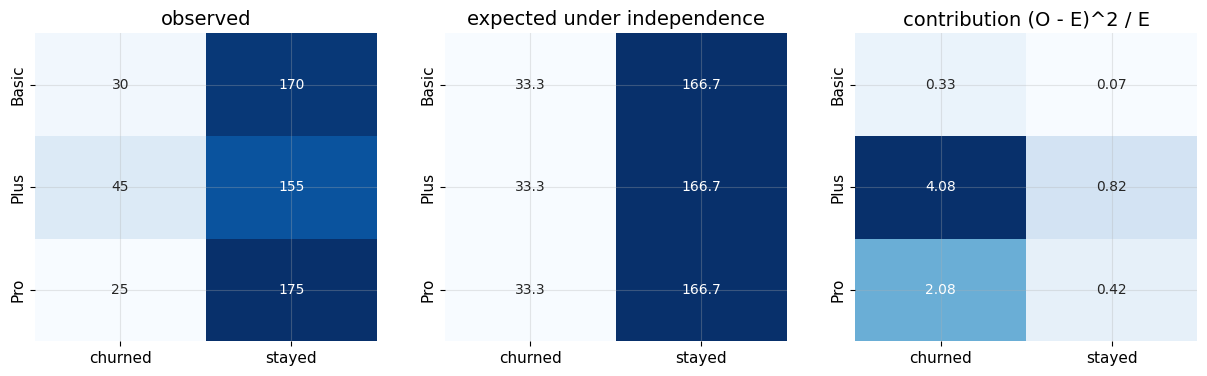 observed
Basic 30 170
Plus 45 155
Pro 25 175
churned stayed
expected under independence
Basic 33.3 166.7
Plus 33.3 166.7
Pro 33.3 166.7
churned stayed
contribution (O - E)^2 / E
Basic 0.33 0.07
Plus 4.08 0.82
Pro 2.08 0.42
churned stayed